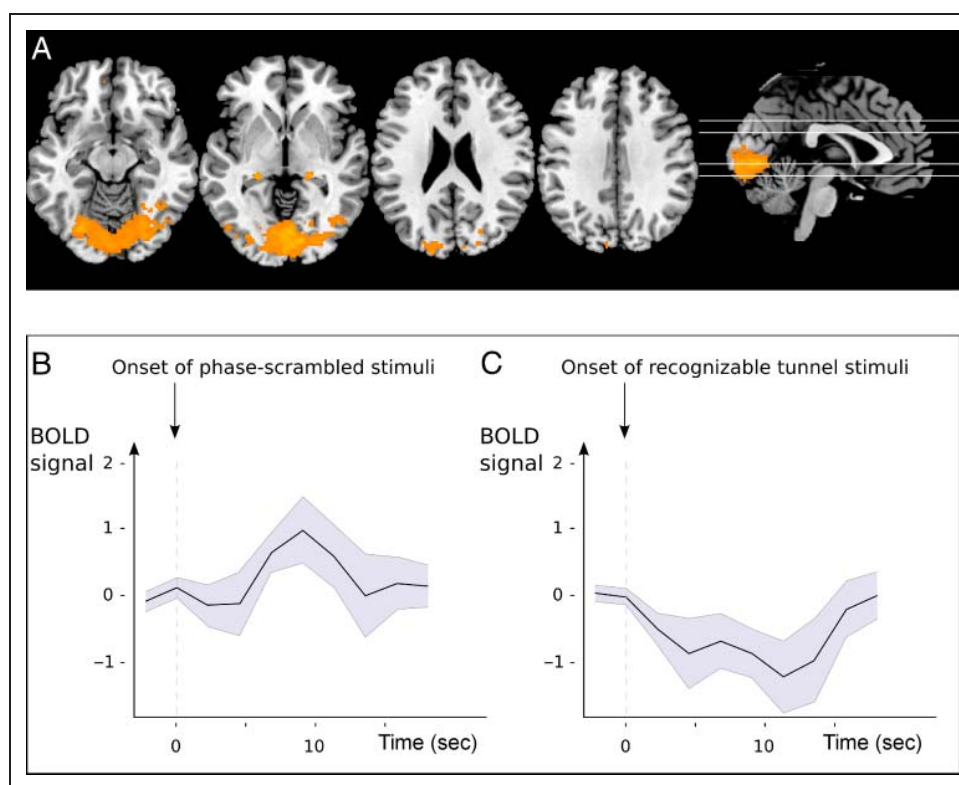 A
B
Onset of phase-scrambled stimuli
BOLD
signal
2 -
1 -
0 -
−1 -
0
10
Time (sec)
C
Onset of recognizable tunnel stimuli
BOLD
signal
2 -
1 -
0 -
−1 -
0
10
Time (sec)